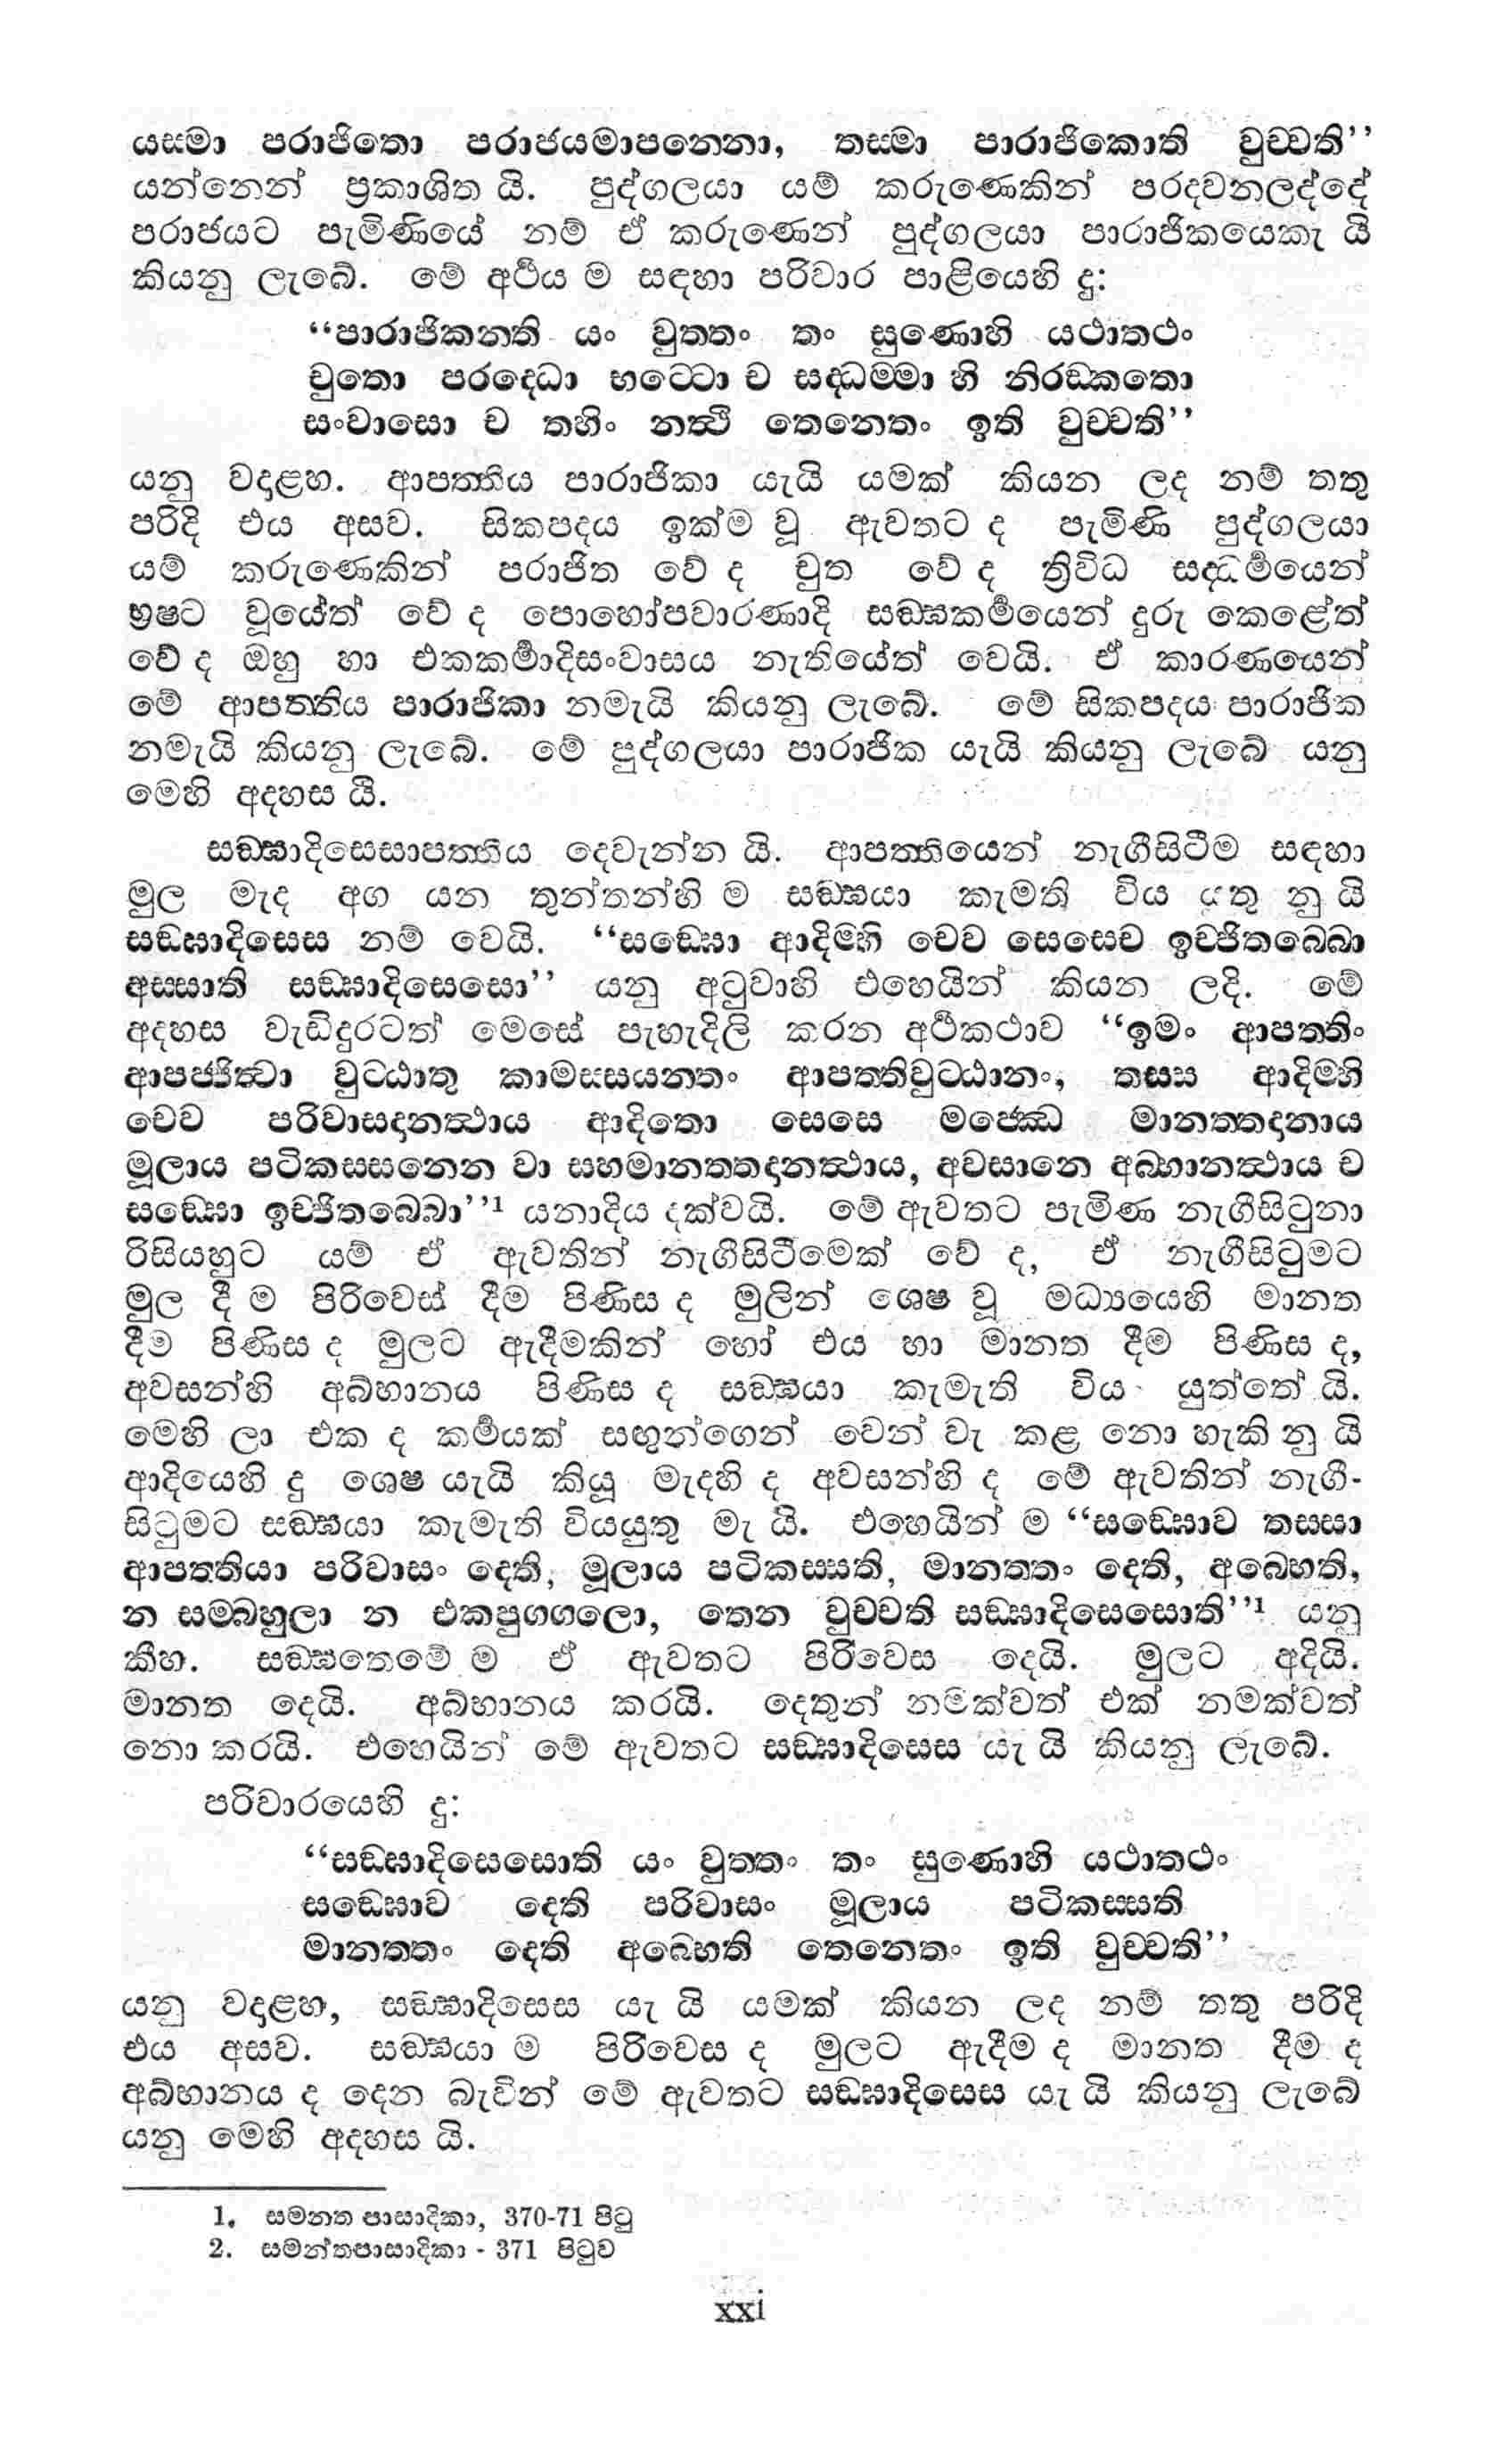 යස්මා පරාජිතො පරාජයමාපන්නො, තස්මා පාරාජිකොති වුච්චති’’
යන්නෙන් ප්‍රකාශිත යි. පුද්ගලයා යම් කරුණෙකින් පරදවනලද්දේ
පරාජයට පැමිණියේ නම් ඒ කරුණෙන් පුද්ගලයා පාරාජිකයෙකැ යි
කියනු ලැබේ. මේ අර්‍ථය ම සඳහා පරිවාර පාළියෙහි දු:
‘‘පාරාජිකන්ති යං වුත්තං තං සුණොහි යථාතථං
චුතො පරද්ධො භට්ඨො ච සද්ධම්මා හි නිරඞ්කතො
සංවාසො ච තහිං නත්‍ථි තෙනෙතං ඉති වුච්චති’’
යනු වදාළහ. ආපත්තිය පාරාජිකා යැයි යමක් කියන ලද නම් තතු
පරිදි එය අසව. සිකපදය ඉක්ම වූ ඇවතට ද පැමිණි පුද්ගලයා
යම් කරුණෙකින් පරාජිත වේ ද චුත වේ ද ත්‍රිවිධ සද්ධර්‍මයෙන්
භ්‍රෂ්ට වූයේත් වේ ද පොහෝපවාරණාදි සඞ්ඝකර්‍මයෙන් දුරු කෙළේත්
වේ ද ඔහු හා එකකර්‍මාදිසංවාසය නැතියේත් වෙයි. ඒ කාරණයෙන්
මේ ආපත්තිය පාරාජිකා නමැයි කියනු ලැබේ. මේ සිකපදය පාරාජික
නමැයි කියනු ලැබේ. මේ පුද්ගලයා පාරාජික යැයි කියනු ලැබේ යනු
මෙහි අදහස යි.
සඞ්ඝාදිසෙසාපත්තිය දෙවැන්න යි. ආපත්තියෙන් නැගීසිටීම සඳහා
මුල මැද අග යන තුන්තන්හි ම සඞ්ඝයා කැමති විය යුතු නු යි
සඞ්ඝාදිසෙස නම් වෙයි. ‘‘සඞ්ඝො ආදිම්හි චෙව සෙසෙච ඉච්ඡිතබ්බො
අස්සාති සඞ්ඝාදිසෙසො’’ යනු අටුවාහි එහෙයින් කියන ලදි. මේ
අදහස වැඩිදුරටත් මෙසේ පැහැදිලි කරන අර්‍ථකථාව ‘‘ඉමං ආපත්තිං
ආපජ්ජිත්‍වා වුට්ඨාතු කාමස්සයන්තං ආපත්තිවුට්ඨානං, තස්ස ආදිම්හි
චෙව පරිවාසදානත්‍ථාය ආදිතො සෙසෙ මජ්ඣෙ මානත්තදානාය
මූලාය පටිකස්සනෙන වා සහමානත්තදානත්‍ථාය, අවසානෙ අබ්භානත්‍ථාය ච
සඞ්ඝො ඉච්ඡිතබ්බො’’¹ යනාදිය දක්වයි. මේ ඇවතට පැමිණ නැගීසිටුනා
රිසියහුට යම් ඒ ඇවතින් නැගීසිටීමෙක් වේ ද, ඒ නැගීසිටුමට
මුල දී ම පිරිවෙස් දීම පිණිස ද මුලින් ශෙෂ වූ මධ්‍යයෙහි මානත
දීම පිණිස ද මුලට ඇදීමකින් හෝ එය හා මානත දීම පිණිස ද,
අවසන්හි අබ්භානය පිණිස ද සඞ්ඝයා කැමැති විය යුත්තේ යි.
මෙහි ලා එක ද කර්‍මයක් සඟුන්ගෙන් වෙන් වැ කළ නො හැකි නු යි
ආදියෙහි දු ශෙෂ යැයි කියූ මැදහි ද අවසන්හි ද මේ ඇවතින් නැගී-
සිටුමට සඞ්ඝයා කැමැති වියයුතු මැ යි. එහෙයින් ම ‘‘සඞ්ඝොව තස්සා
ආපත්තියා පරිවාසං දෙති, මූලාය පටිකස්සති, මානත්තං දෙති, අබ්භෙති,
න සම්බහුලා න එකපුග්ගලො, තෙන වුච්චති සඞ්ඝාදිසෙසොති’’¹ යනු
කීහ. සඞ්ඝතෙමේ ම ඒ ඇවතට පිරිවෙස දෙයි. මුලට අදියි.
මානත දෙයි. අබ්භානය කරයි. දෙතුන් නමක්වත් එක් නමක්වත්
නො කරයි. එහෙයින් මේ ඇවතට සඞ්ඝාදිසෙස යැ යි කියනු ලැබේ.
පරිවාරයෙහි දු:
‘‘සඞ්ඝාදිසෙසොති යං වුත්තං තං සුණොහි යථාතථං
සඞ්ඝොව දෙති පරිවාසං මූලාය පටිකස්සති
මානත්තං දෙති අබ්භෙති තෙනෙතං ඉති වුච්චති’’
යනු වදාළහ, සඞ්ඝාදිසෙස යැ යි යමක් කියන ලද නම් තතු පරිදි
එය අසව. සඞ්ඝයා ම පිරිවෙස ද මුලට ඇදීම ද මානත දීම ද
අබ්භානය ද දෙන බැවින් මේ ඇවතට සඞ්ඝාදිසෙස යැ යි කියනු ලැබේ
යනු මෙහි අදහස යි.
1. සමන්ත පාසාදිකා, 370-71 පිටු
2. සමන්තපාසාදිකා - 371 පිටුව
xxi